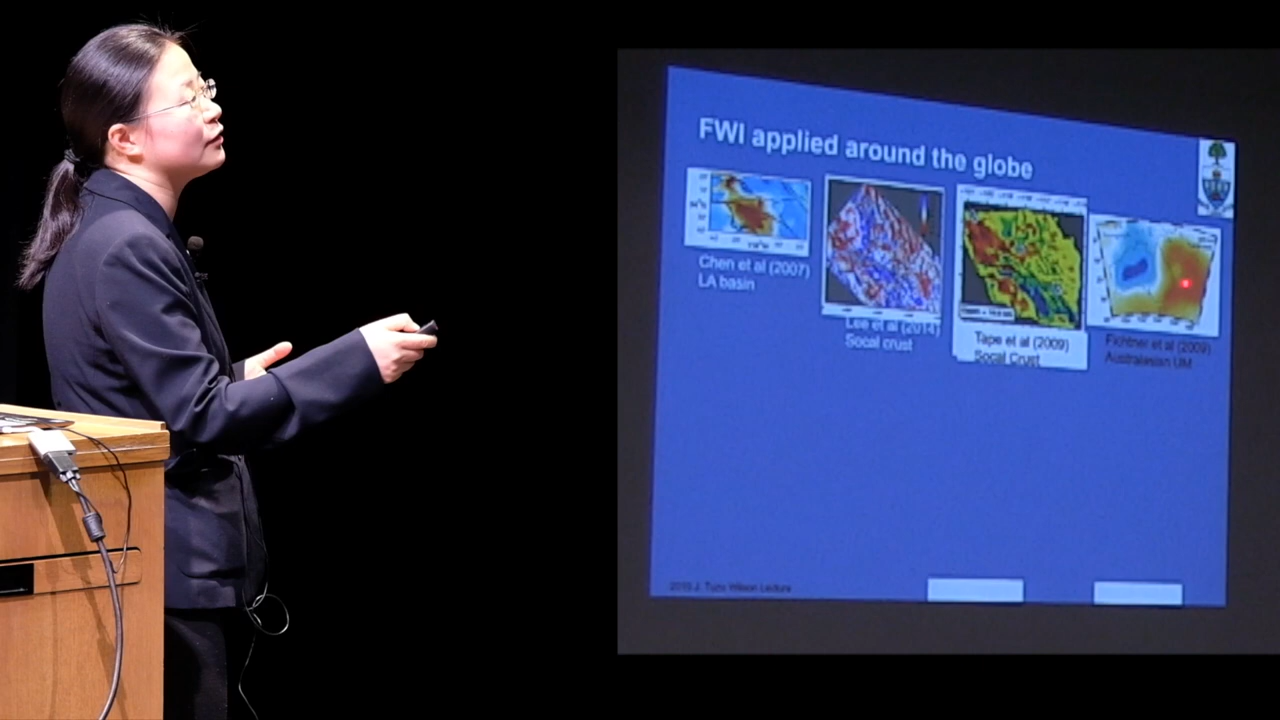 FWI applied around the globe
Chen et al (2007)
LA basin
Lee et al (2014)
Socal crust
Tape et al (2009)
Socal Crust
Fichtner et al (2009)
Australasian UM
2015 J. Tuzo Wilson Lecture